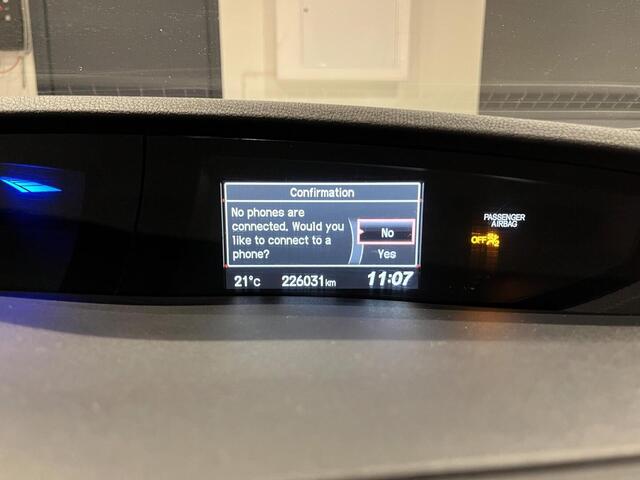 Confirmation
No phones are
connected. Would you
like to connect to a
phone?
No
Yes
21°C 226031km 11:07
PASSENGER
AIRBAG
OFF